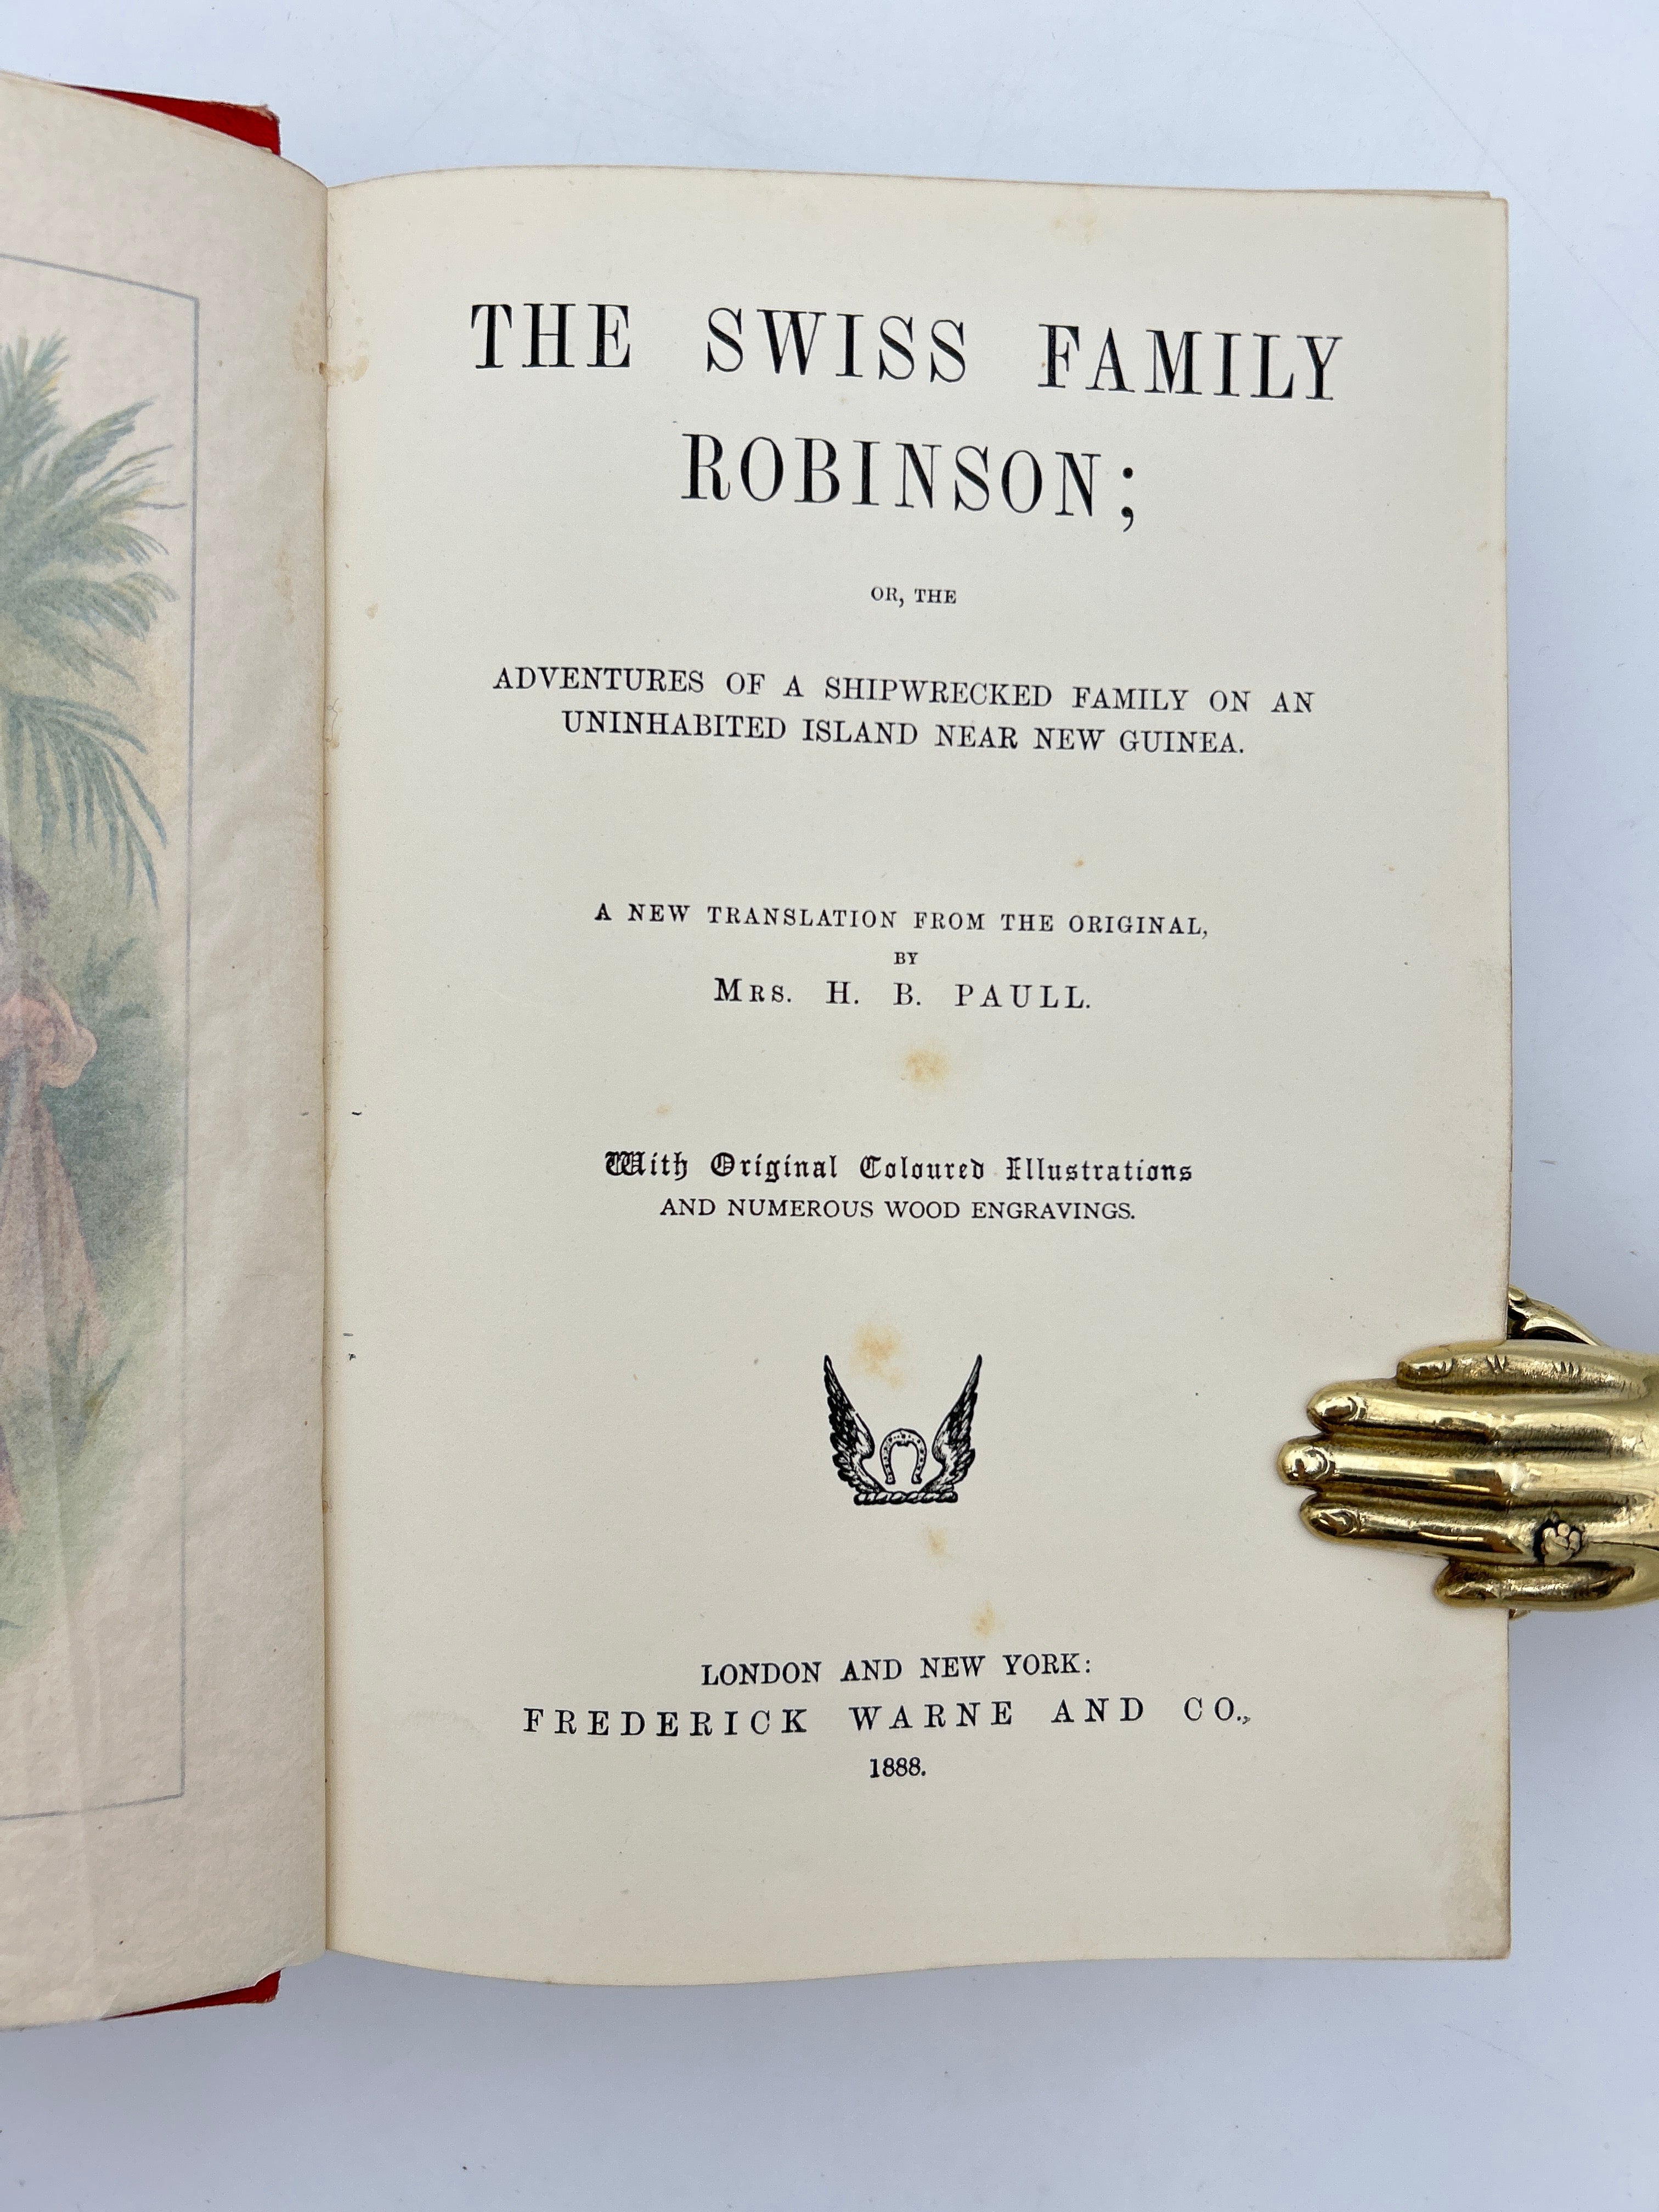 THE SWISS FAMILY
ROBINSON;
OR, THE
ADVENTURES OF A SHIPWRECKED FAMILY ON AN
UNINHABITED ISLAND NEAR NEW GUINEA.
A NEW TRANSLATION FROM THE ORIGINAL,
BY
MRS. H. B. PAULL.
With Original Coloured Illustrations
AND NUMEROUS WOOD ENGRAVINGS.
LONDON AND NEW YORK:
FREDERICK WARNE AND CO.,
1888.